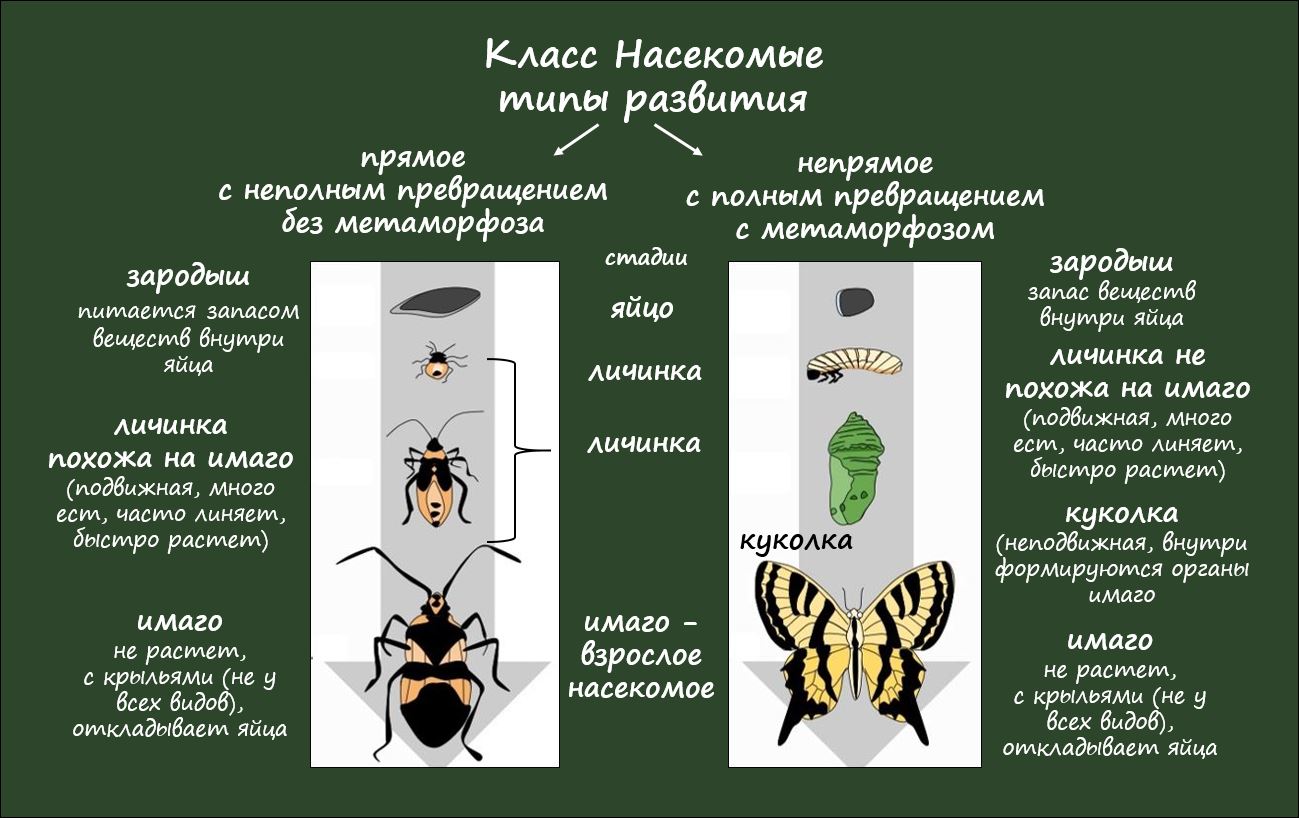 Класс Насекомые
типы развития
прямое
с неполным превращением
без метаморфоза
непрямое
с полным превращением
с метаморфозом
зародыш
питается запасом
веществ внутри
яйца
личинка
похожа на имаго
(подвижная, много
ест, часто линяет,
быстро растет)
имаго
не растет,
с крыльями (не у
всех видов),
откладывает яйца
стадии
яйцо
личинка
личинка
имаго -
взрослое
насекомое
куколка
зародыш
запас веществ
внутри яйца
личинка не
похожа на имаго
(подвижная, много
ест, часто линяет,
быстро растет)
куколка
(неподвижная, внутри
формируются органы
имаго
имаго
не растет,
с крыльями (не у
всех видов),
откладывает яйца